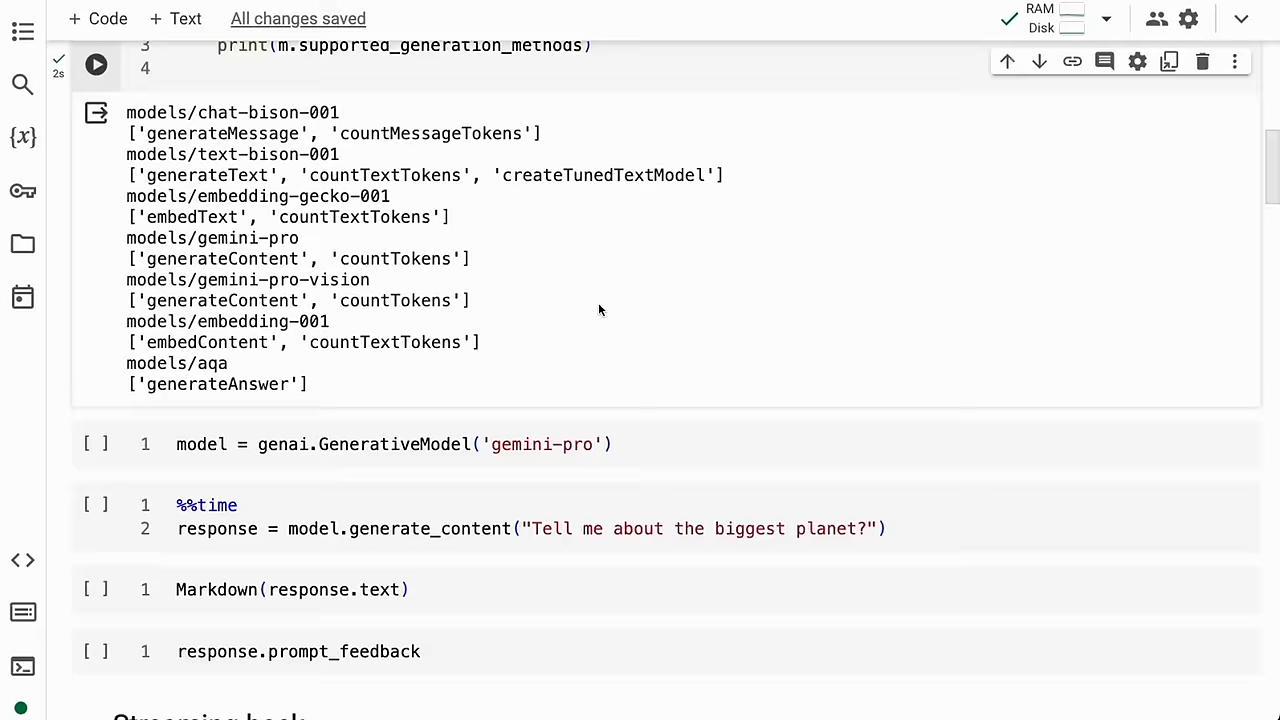 + Code + Text All changes saved
RAM
Disk
3 print(m.supported_generation_methods)
4
2s
models/chat-bison-001
['generateMessage', 'countMessageTokens']
models/text-bison-001
['generateText', 'countTextTokens', 'createTunedTextModel']
models/embedding-gecko-001
['embedText', 'countTextTokens']
models/gemini-pro
['generateContent', 'countTokens']
models/gemini-pro-vision
['generateContent', 'countTokens']
models/embedding-001
['embedContent', 'countTextTokens']
models/aqa
['generateAnswer']
[ ] 1 model = genai.GenerativeModel('gemini-pro')
[ ] 1 %%time
2 response = model.generate_content("Tell me about the biggest planet?")
[ ] 1 Markdown(response.text)
[ ] 1 response.prompt_feedback